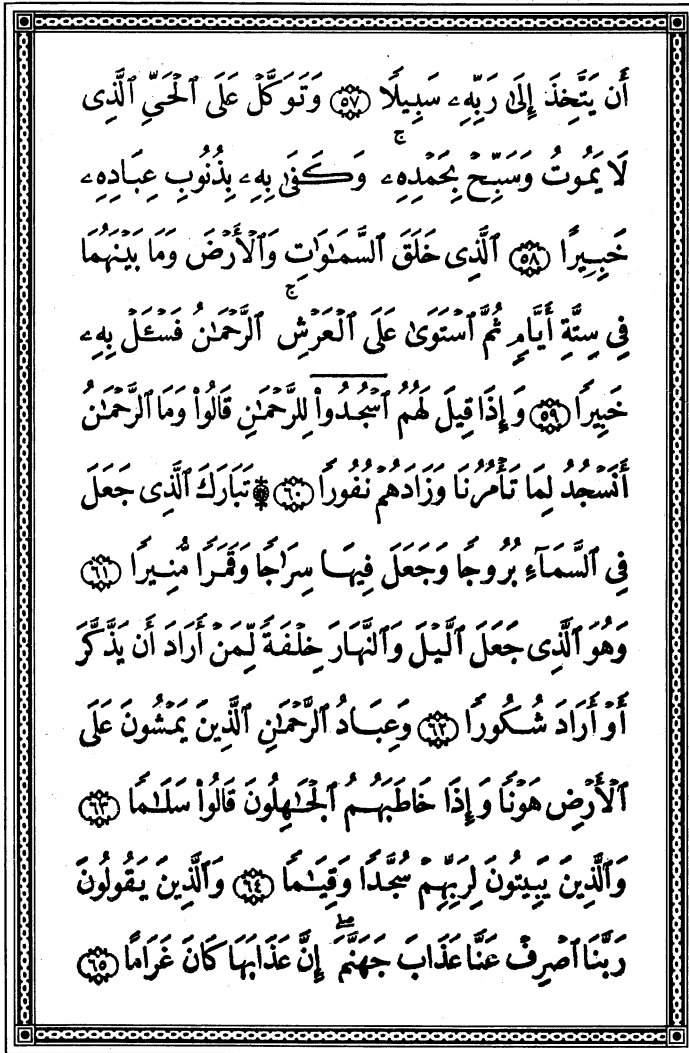 أَن يَتَّخِذَ إِلَىٰ رَبِّهِۦ سَبِيلًا ﴿٥٧﴾ وَتَوَكَّلْ عَلَى ٱلْحَىِّ ٱلَّذِى
لَا يَمُوتُ وَسَبِّحْ بِحَمْدِهِۦ ۚ وَكَفَىٰ بِهِۦ بِذُنُوبِ عِبَادِهِۦ
خَبِيرًا ﴿٥٨﴾ ٱلَّذِى خَلَقَ ٱلسَّمَٰوَٰتِ وَٱلْأَرْضَ وَمَا بَيْنَهُمَا
فِى سِتَّةِ أَيَّامٍ ثُمَّ ٱسْتَوَىٰ عَلَى ٱلْعَرْشِ ۚ ٱلرَّحْمَٰنُ فَسْـَٔلْ بِهِۦ
خَبِيرًا ﴿٥٩﴾ وَإِذَا قِيلَ لَهُمُ ٱسْجُدُوا۟ لِلرَّحْمَٰنِ قَالُوا۟ وَمَا ٱلرَّحْمَٰنُ
أَنَسْجُدُ لِمَا تَأْمُرُنَا وَزَادَهُمْ نُفُورًا ﴿٦٠﴾ تَبَارَكَ ٱلَّذِى جَعَلَ
فِى ٱلسَّمَآءِ بُرُوجًا وَجَعَلَ فِيهَا سِرَٰجًا وَقَمَرًا مُّنِيرًا ﴿٦١﴾
وَهُوَ ٱلَّذِى جَعَلَ ٱلَّيْلَ وَٱلنَّهَارَ خِلْفَةً لِّمَنْ أَرَادَ أَن يَذَّكَّرَ
أَوْ أَرَادَ شُكُورًا ﴿٦٢﴾ وَعِبَادُ ٱلرَّحْمَٰنِ ٱلَّذِينَ يَمْشُونَ عَلَى
ٱلْأَرْضِ هَوْنًا وَإِذَا خَاطَبَهُمُ ٱلْجَٰهِلُونَ قَالُوا۟ سَلَٰمًا ﴿٦٣﴾
وَٱلَّذِينَ يَبِيتُونَ لِرَبِّهِمْ سُجَّدًا وَقِيَٰمًا ﴿٦٤﴾ وَٱلَّذِينَ يَقُولُونَ
رَبَّنَا ٱصْرِفْ عَنَّا عَذَابَ جَهَنَّمَ ۖ إِنَّ عَذَابَهَا كَانَ غَرَامًا ﴿٦٥﴾